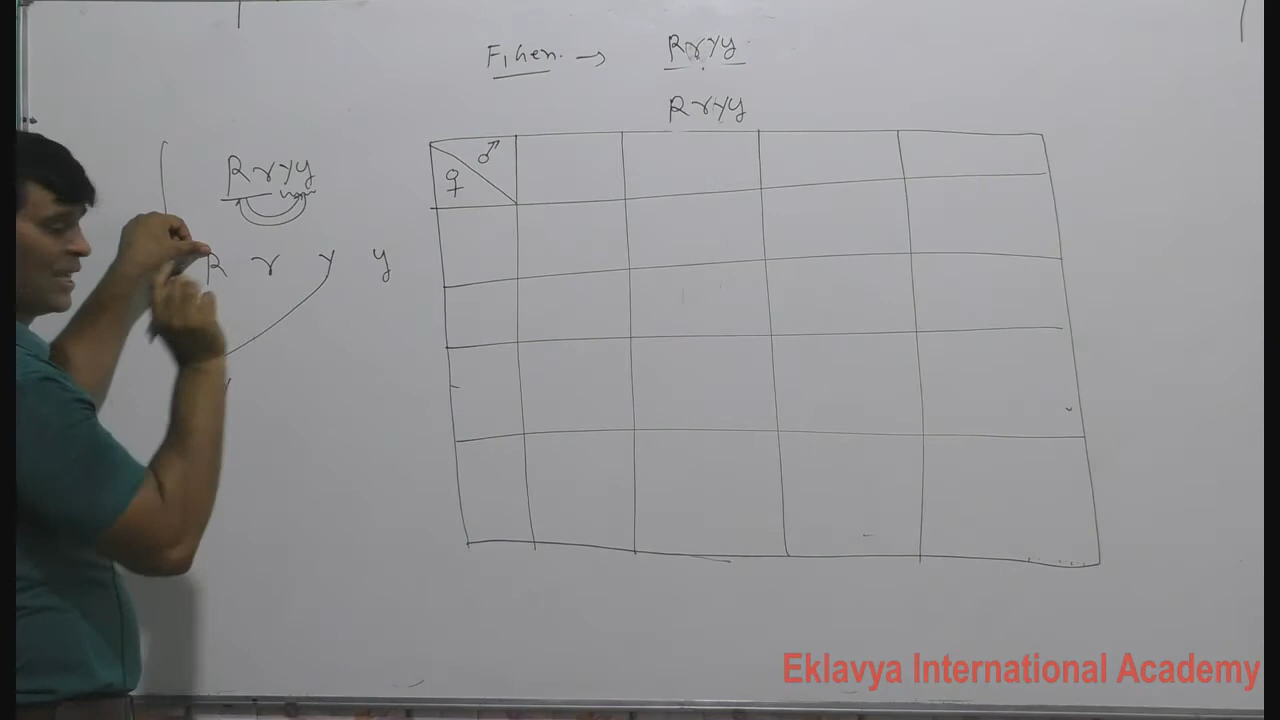 F₁ Gen. → RrYy
RrYy
♂
♀
RrYy
R r Y y
Eklavya International Academy